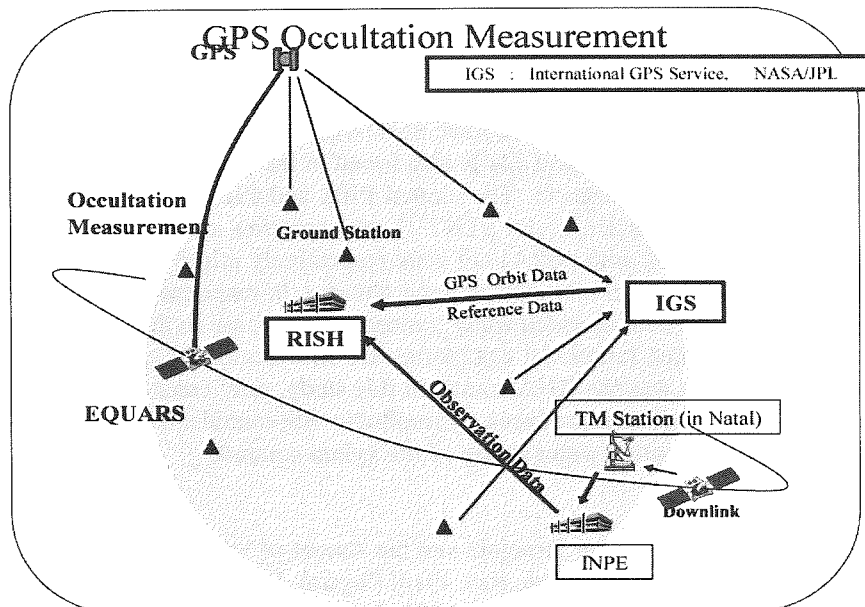 GPS Occultation Measurement
GPS
IGS : International GPS Service, NASA/JPL
Occultation
Measurement
Ground Station
GPS Orbit Data
Reference Data
IGS
RISH
EQUARS
Observation Data
TM Station (in Natal)
Downlink
INPE